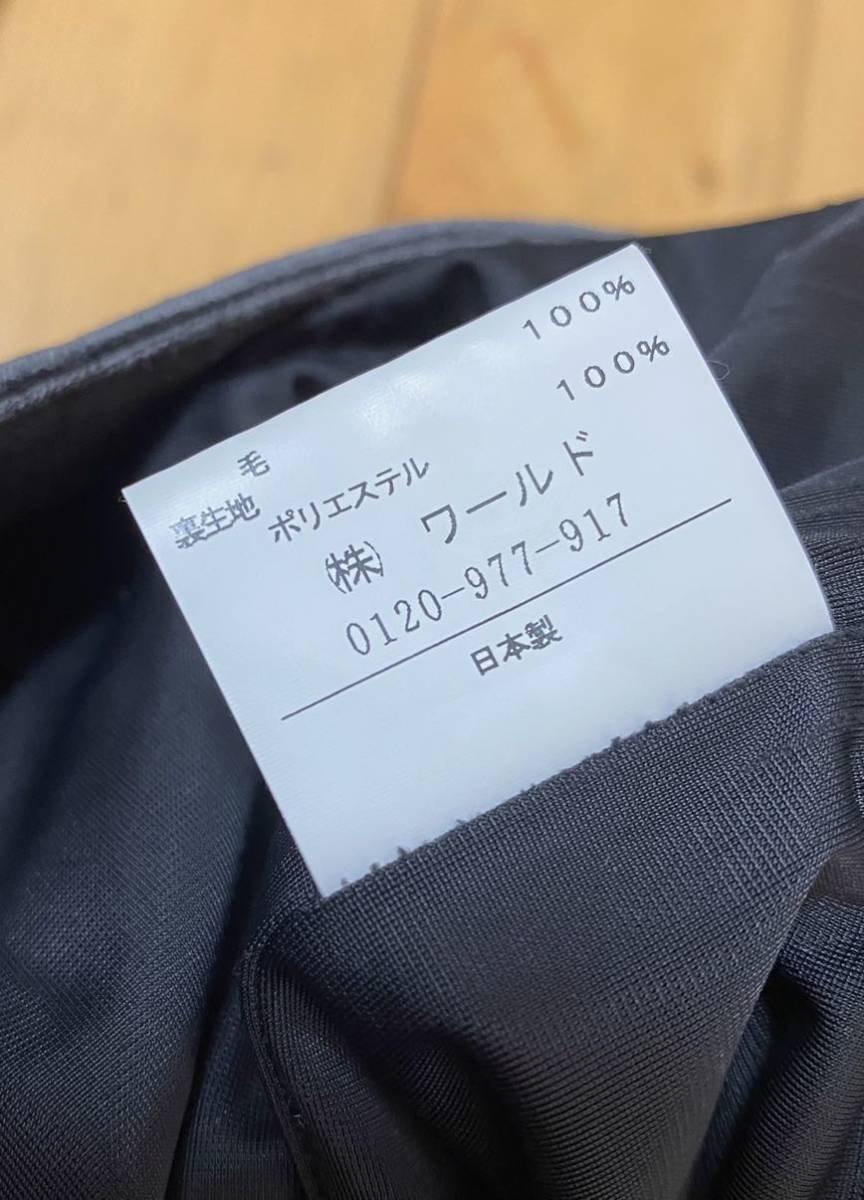 毛 100%
裏生地 ポリエステル 100%
㈱ ワールド
0120-977-917
日本製